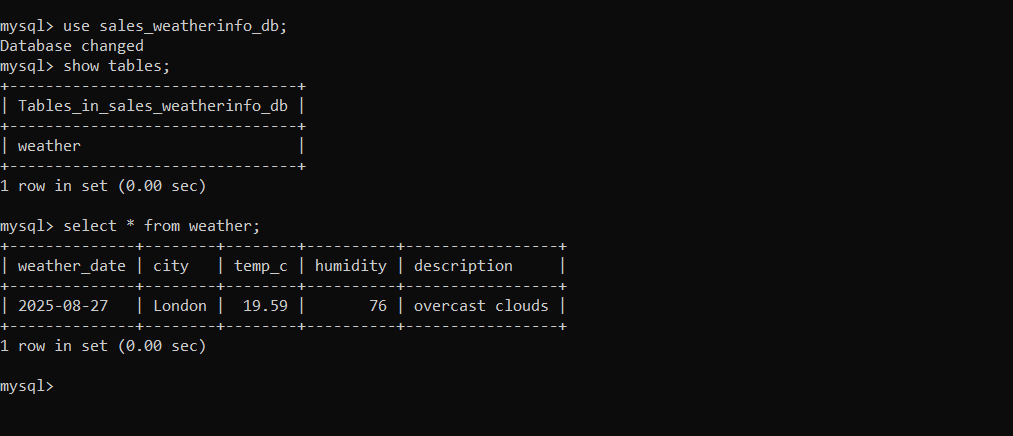 mysql> use sales_weatherinfo_db;
Database changed
mysql> show tables;
+--------------------------------+
| Tables_in_sales_weatherinfo_db |
+--------------------------------+
| weather                        |
+--------------------------------+
1 row in set (0.00 sec)
mysql> select * from weather;
+--------------+--------+--------+----------+-----------------+
| weather_date | city   | temp_c | humidity | description     |
+--------------+--------+--------+----------+-----------------+
| 2025-08-27   | London |  19.59 |       76 | overcast clouds |
+--------------+--------+--------+----------+-----------------+
1 row in set (0.00 sec)
mysql>